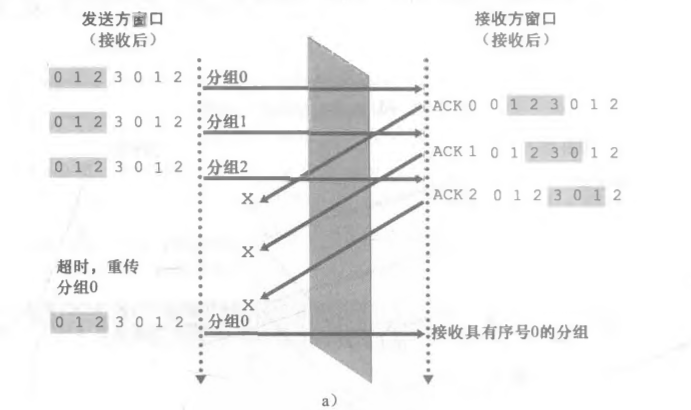 发送方窗口
（接收后）
接收方窗口
（接收后）
0 1 2 3 0 1 2
分组0
ACK 0 0 1 2 3 0 1 2
0 1 2 3 0 1 2
分组1
ACK 1 0 1 2 3 0 1 2
0 1 2 3 0 1 2
分组2
ACK 2 0 1 2 3 0 1 2
X
X
X
超时，重传
分组0
0 1 2 3 0 1 2
分组0
接收具有序号0的分组
a）